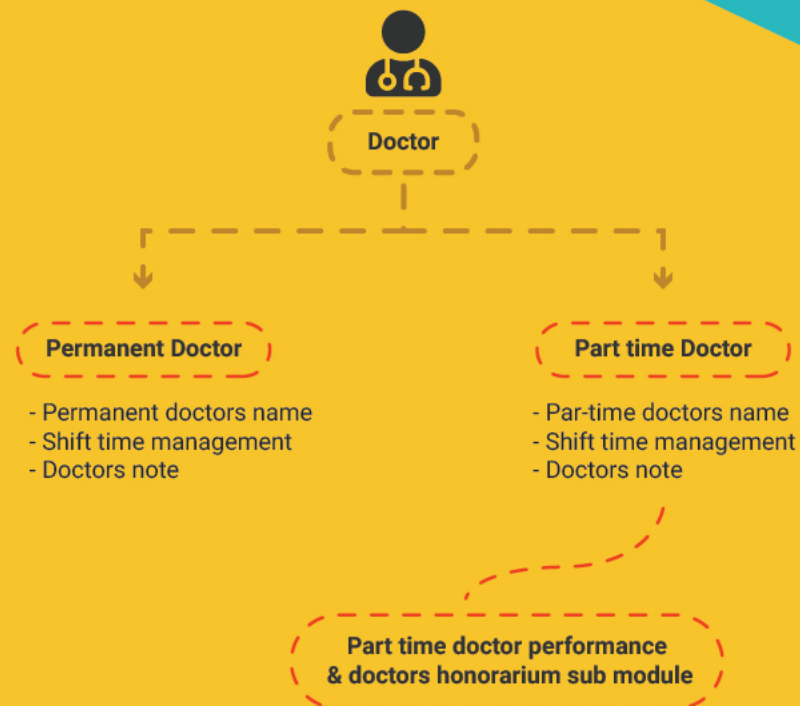 Doctor
Permanent Doctor
- Permanent doctors name
- Shift time management
- Doctors note
Part time Doctor
- Par-time doctors name
- Shift time management
- Doctors note
Part time doctor performance
& doctors honorarium sub module